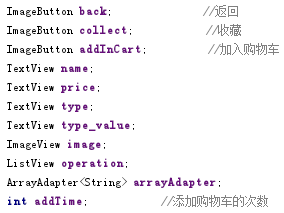 ImageButton back;                //返回
ImageButton collect;             //收藏
ImageButton addInCart;           //加入购物车
TextView name;
TextView price;
TextView type;
TextView type_value;
ImageView image;
ListView operation;
ArrayAdapter<String> arrayAdapter;
int addTime;            //添加购物车的次数